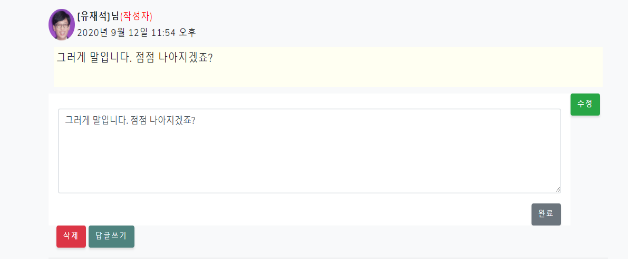 [유재석]님(작성자)
2020년 9월 12일 11:54 오후
그러게 말입니다. 점점 나아지겠죠?
수정
그러게 말입니다. 점점 나아지겠죠?
완료
삭제 답글쓰기